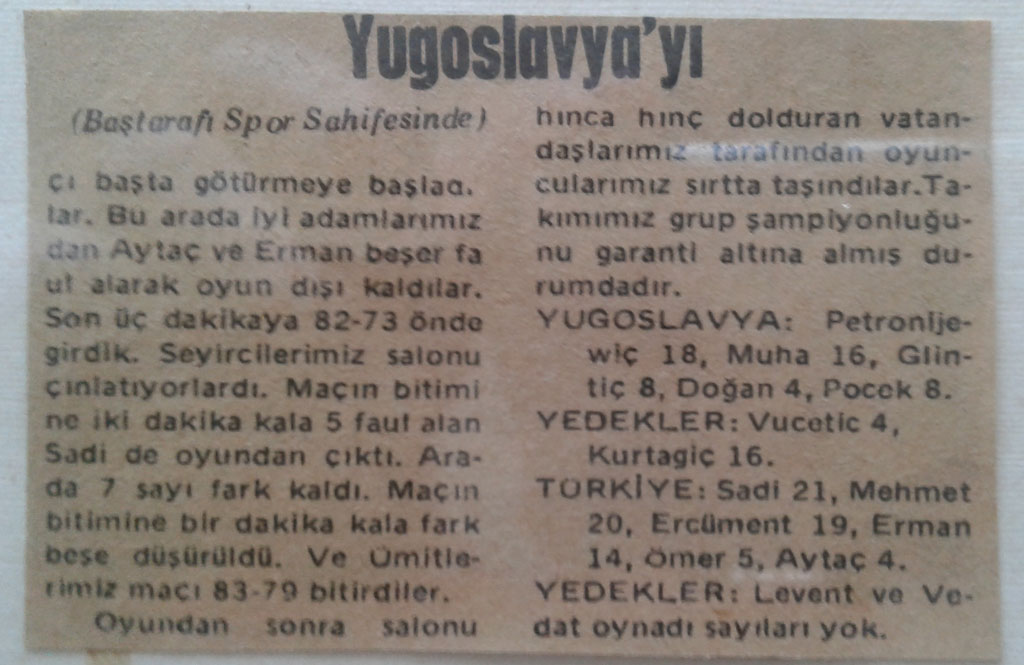 Yugoslavya'yı
(Baştarafı Spor Sahifesinde)
çı başta götürmeye başlad.
lar. Bu arada iyi adamlarımız
dan Aytaç ve Erman beşer fa
ul alarak oyun dışı kaldılar.
Son üç dakikaya 82-73 önde
girdik. Seyircilerimiz salonu
çınlatıyorlardı. Maçın bitimi
ne iki dakika kala 5 faul alan
Sadi de oyundan çıktı. Ara-
da 7 sayı fark kaldı. Maçın
bitimine bir dakika kala fark
beşe düşürüldü. Ve Ümitle-
rimiz maçı 83-79 bitirdiler.
Oyundan sonra salonu
hınca hınç dolduran vatan-
daşlarımız tarafından oyun-
cularımız sırtta taşındılar.Ta-
kımımız grup şampiyonluğu-
nu garanti altına almış du-
rumdadır.
YUGOSLAVYA: Petronije-
wiç 18, Muha 16, Glin-
tiç 8, Doğan 4, Pocek 8.
YEDEKLER: Vucetic 4,
Kurtagiç 16.
TÜRKİYE: Sadi 21, Mehmet
20, Ercüment 19, Erman
14, Ömer 5, Aytaç 4.
YEDEKLER: Levent ve Ve-
dat oynadı sayıları yok.